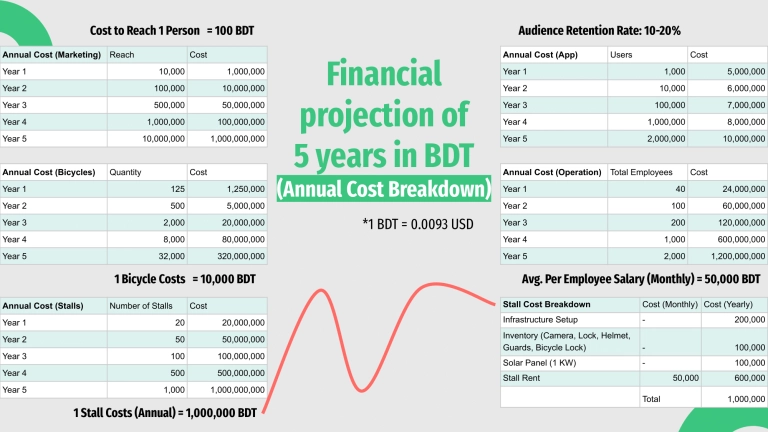 Cost to Reach 1 Person = 100 BDT
Annual Cost (Marketing) Reach Cost
Year 1 10,000 1,000,000
Year 2 100,000 10,000,000
Year 3 500,000 50,000,000
Year 4 1,000,000 100,000,000
Year 5 10,000,000 1,000,000,000
Annual Cost (Bicycles) Quantity Cost
Year 1 125 1,250,000
Year 2 500 5,000,000
Year 3 2,000 20,000,000
Year 4 8,000 80,000,000
Year 5 32,000 320,000,000
1 Bicycle Costs = 10,000 BDT
Annual Cost (Stalls) Number of Stalls Cost
Year 1 20 20,000,000
Year 2 50 50,000,000
Year 3 100 100,000,000
Year 4 500 500,000,000
Year 5 1,000 1,000,000,000
1 Stall Costs (Annual) = 1,000,000 BDT
Financial
projection of
5 years in BDT
(Annual Cost Breakdown)
*1 BDT = 0.0093 USD
Audience Retention Rate: 10-20%
Annual Cost (App) Users Cost
Year 1 1,000 5,000,000
Year 2 10,000 6,000,000
Year 3 100,000 7,000,000
Year 4 1,000,000 8,000,000
Year 5 2,000,000 10,000,000
Annual Cost (Operation) Total Employees Cost
Year 1 40 24,000,000
Year 2 100 60,000,000
Year 3 200 120,000,000
Year 4 1,000 600,000,000
Year 5 2,000 1,200,000,000
Avg. Per Employee Salary (Monthly) = 50,000 BDT
Stall Cost Breakdown Cost (Monthly) Cost (Yearly)
Infrastructure Setup - 200,000
Inventory (Camera, Lock, Helmet,
Guards, Bicycle Lock) - 100,000
Solar Panel (1 KW) - 100,000
Stall Rent 50,000 600,000
Total 1,000,000